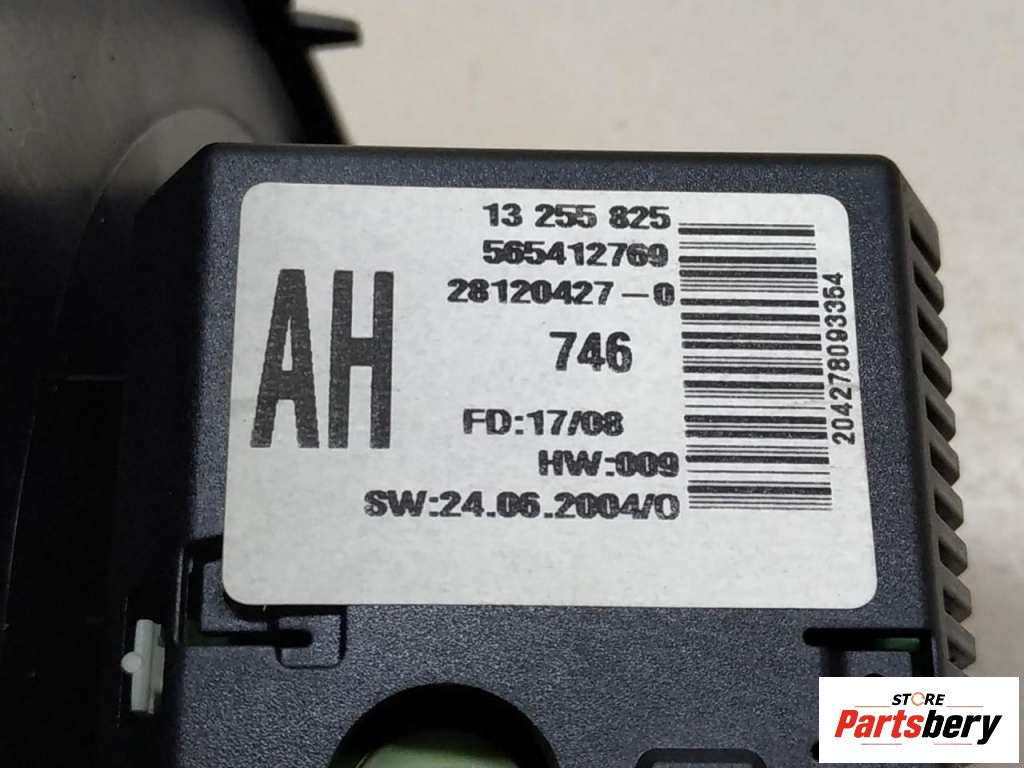 13 255 825
565412769
28120427-0
AH
746
FD:17/08
HW:009
SW:24.06.2004/0
204278093354
STORE
Partsbery